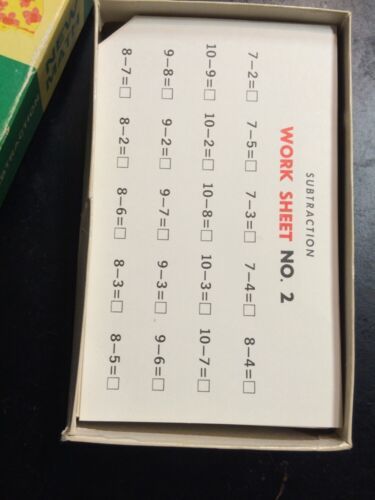 SUBTRACTION
WORK SHEET NO. 2
7−2=□ 7−5=□ 7−3=□ 7−4=□ 8−4=□
10−9=□ 10−2=□ 10−8=□ 10−3=□ 10−7=□
9−8=□ 9−2=□ 9−7=□ 9−3=□ 9−6=□
8−7=□ 8−2=□ 8−6=□ 8−3=□ 8−5=□
NEW
MATH